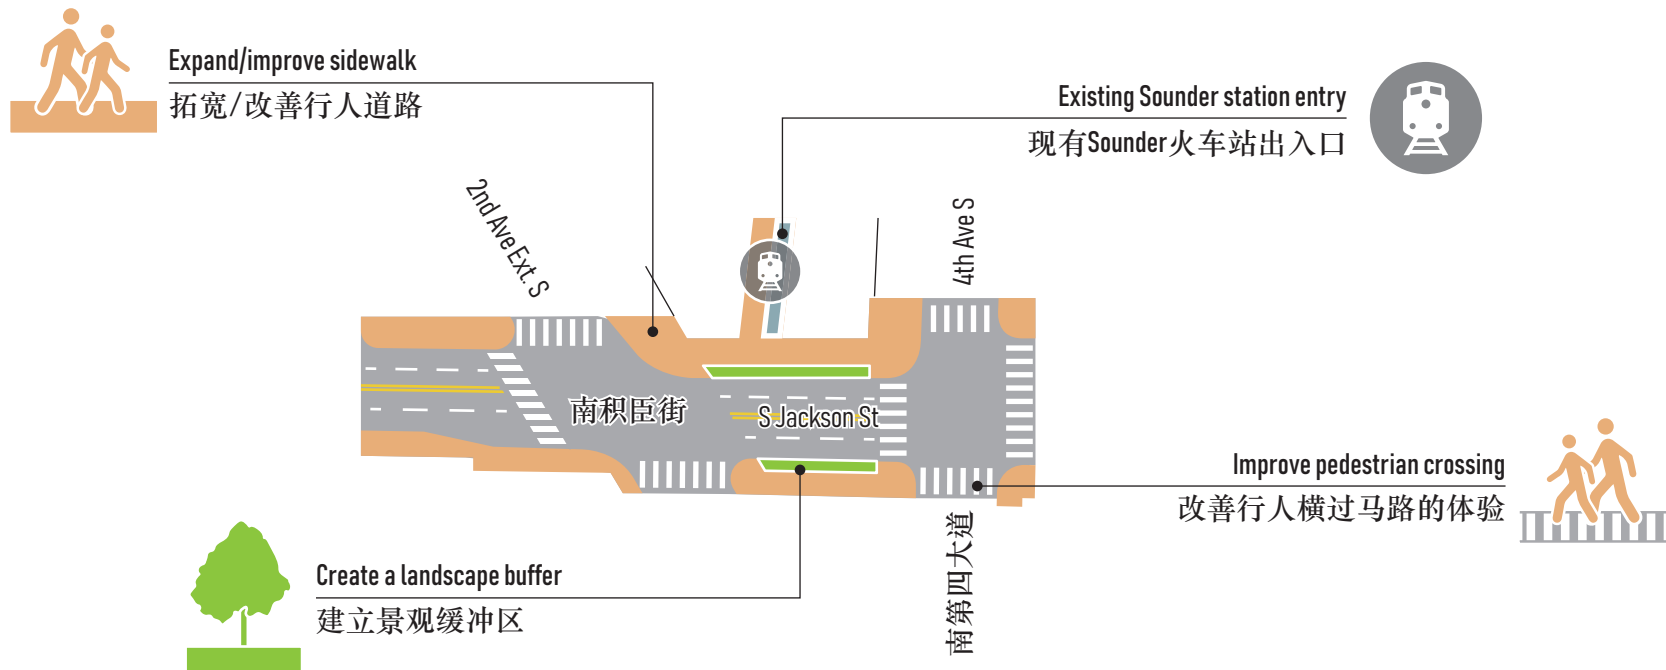 Expand/improve sidewalk
拓宽/改善行人道路
Existing Sounder station entry
现有Sounder火车站出入口
2nd Ave Ext. S
4th Ave S
南积臣街
S Jackson St
Improve pedestrian crossing
改善行人横过马路的体验
南第四大道
Create a landscape buffer
建立景观缓冲区